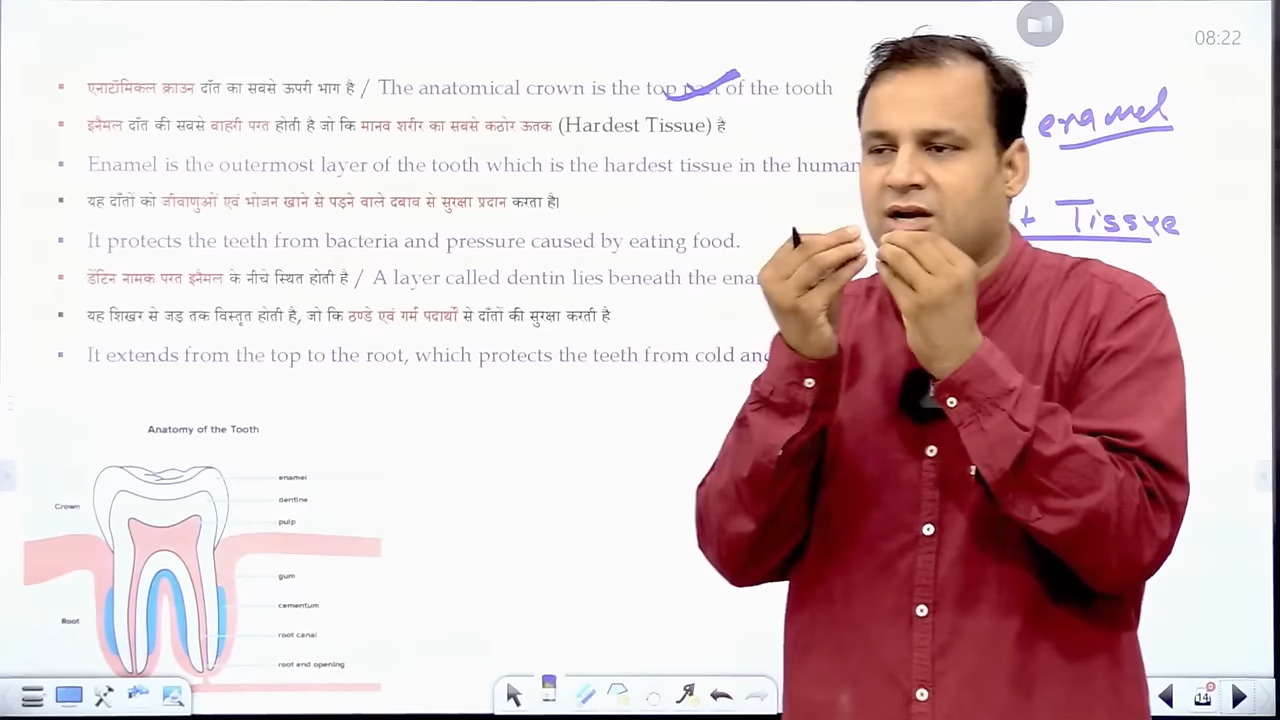 08:22
एनाटॉमिकल क्राउन दाँत का सबसे ऊपरी भाग है / The anatomical crown is the top part of the tooth
enamel
इनैमल दाँत की सबसे बाहरी परत होती है जो कि मानव शरीर का सबसे कठोर ऊतक (Hardest Tissue) है
Enamel is the outermost layer of the tooth which is the hardest tissue in the human
यह दाँतों को जीवाणुओं एवं भोजन खाने से पड़ने वाले दबाव से सुरक्षा प्रदान करता है।
Tissue
It protects the teeth from bacteria and pressure caused by eating food.
डेंटिन नामक परत इनैमल के नीचे स्थित होती है / A layer called dentin lies beneath the
यह शिखर से जड़ तक विस्तृत होती है, जो कि ठण्डे एवं गर्म पदार्थो से दाँतों की सुरक्षा करती है
It extends from the top to the root, which protects the teeth from cold
Anatomy of the Tooth
enamel
dentine
Crown
pulp
gum
cementum
Root
root canal
root end opening
14